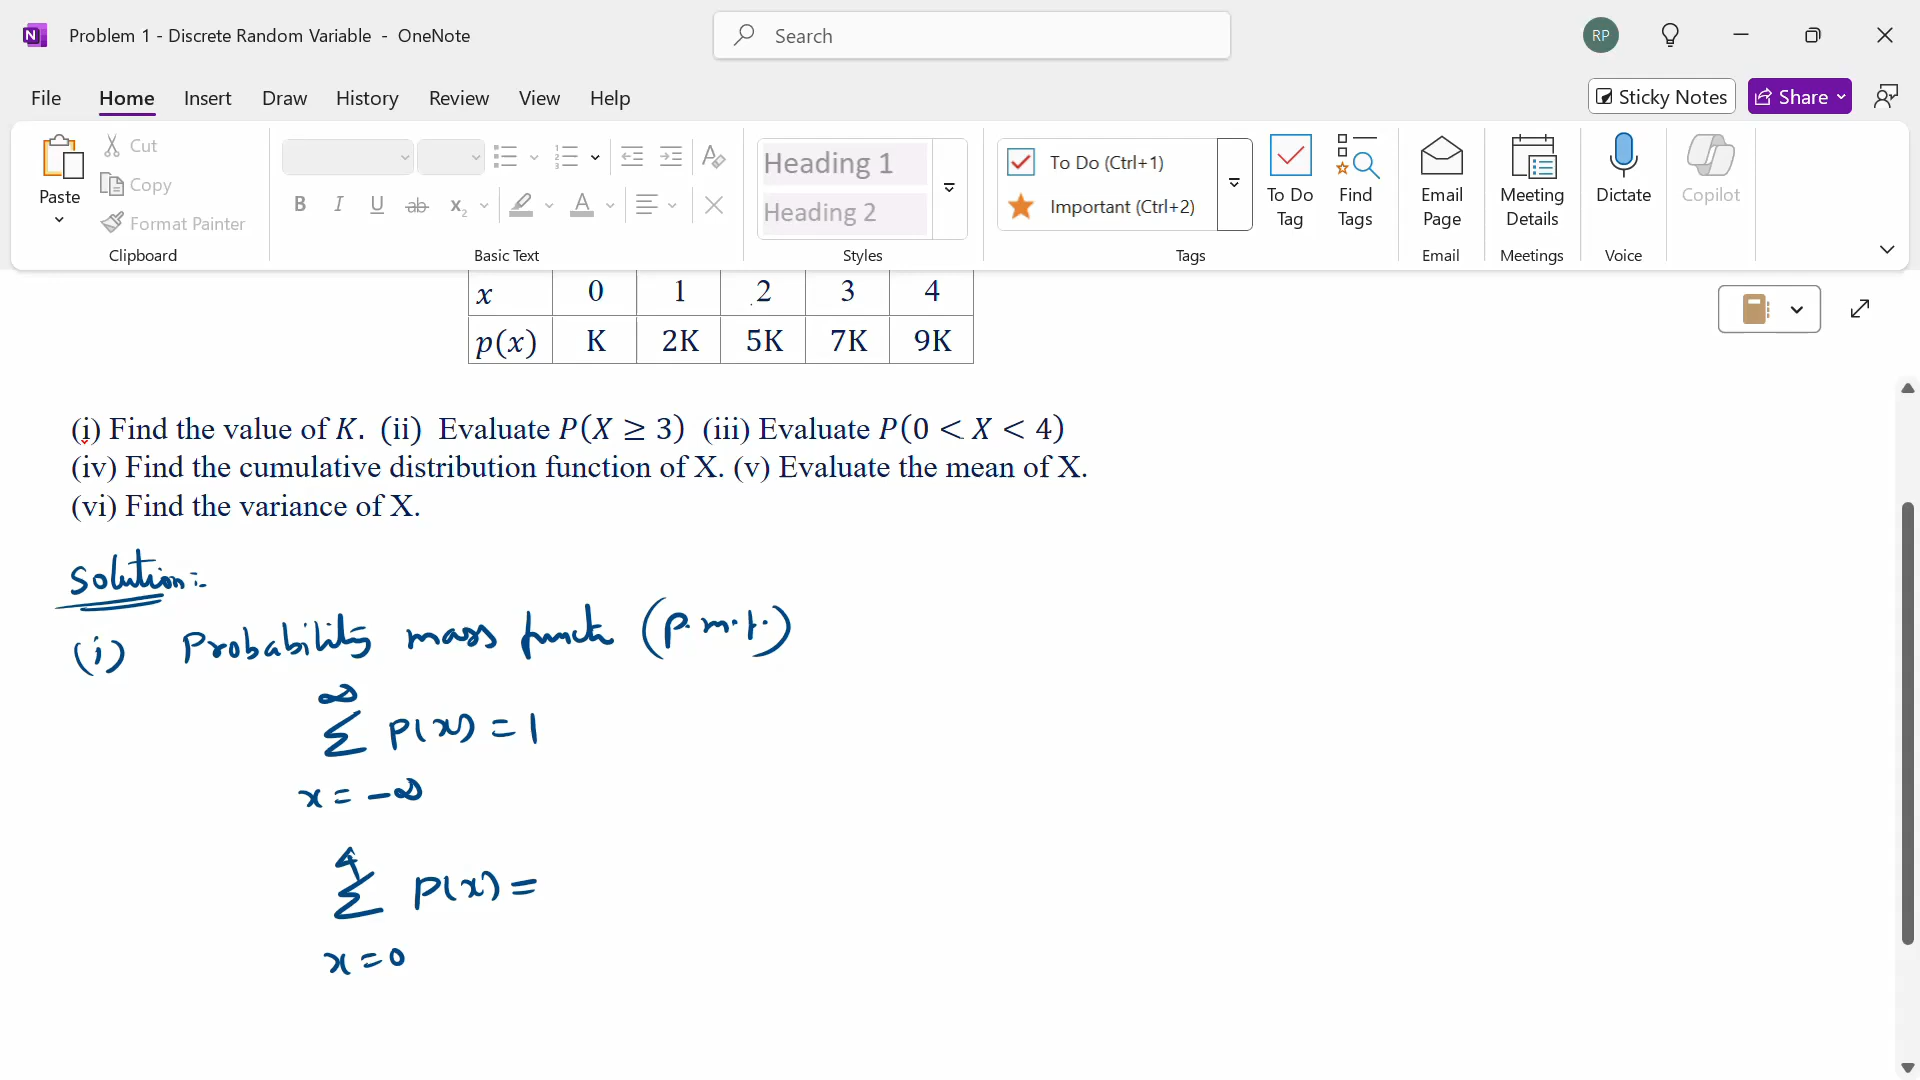 Problem 1 - Discrete Random Variable - OneNote
Search
RP
File Home Insert Draw History Review View Help
Sticky Notes Share
Paste
Cut
Copy
Format Painter
Clipboard
B I U ab x₂ A
Basic Text
Heading 1
Heading 2
Styles
To Do (Ctrl+1)
Important (Ctrl+2)
To Do Tag
Find Tags
Tags
Email Page
Email
Meeting Details
Meetings
Dictate
Voice
Copilot
x 0 1 2 3 4
p(x) K 2K 5K 7K 9K
(i) Find the value of K. (ii) Evaluate P(X ≥ 3) (iii) Evaluate P(0 < X < 4)
(iv) Find the cumulative distribution function of X. (v) Evaluate the mean of X.
(vi) Find the variance of X.
Solution:-
(i) Probability mass funct (p.m.f.)
∞
Σ p(x) = 1
x = -∞
4
Σ p(x) =
x = 0